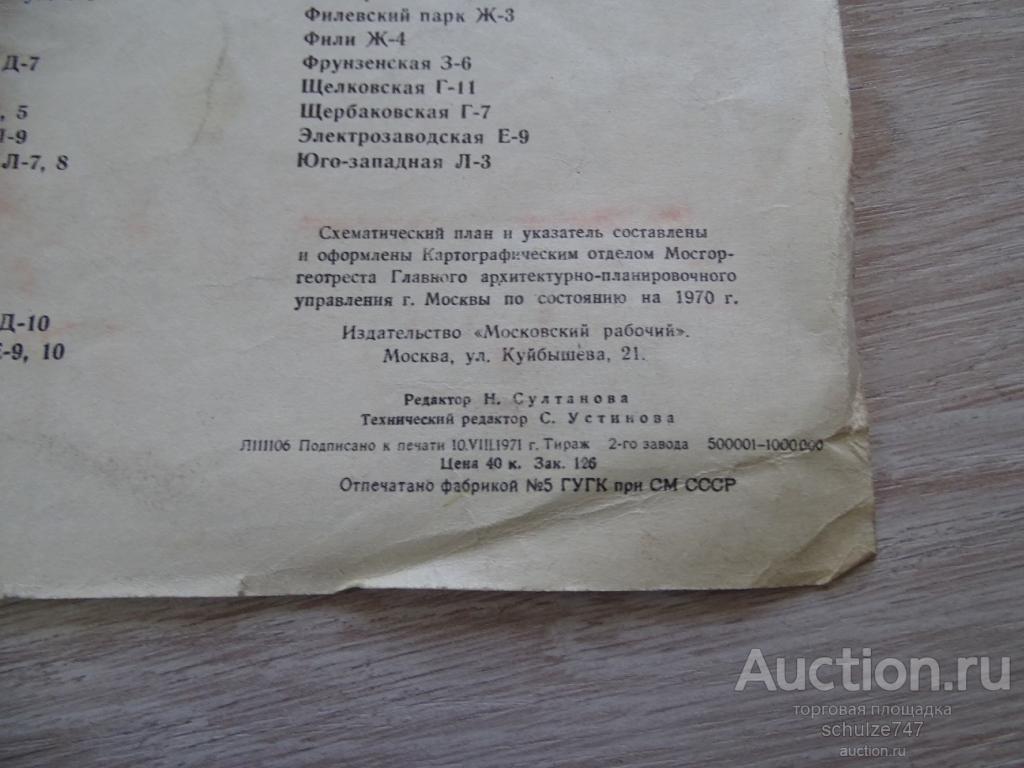 Филевский парк Ж-3
Фили Ж-4
Д-7
Фрунзенская З-6
Щелковская Г-11
, 5
Щербаковская Г-7
-9
Электрозаводская Е-9
Л-7, 8
Юго-западная Л-3
Схематический план и указатель составлены
и оформлены Картографическим отделом Мосгор-
геотреста Главного архитектурно-планировочного
управления г. Москвы по состоянию на 1970 г.
Д-10
Издательство «Московский рабочий».
-9, 10
Москва, ул. Куйбышева, 21.
Редактор Н. Султанова
Технический редактор С. Устинова
Л111106 Подписано к печати 10.VIII.1971 г. Тираж 2-го завода 500001-1000000
Цена 40 к. Зак. 126
Отпечатано фабрикой №5 ГУГК при СМ СССР
Auction.ru
торговая площадка
schulze747
auction.ru